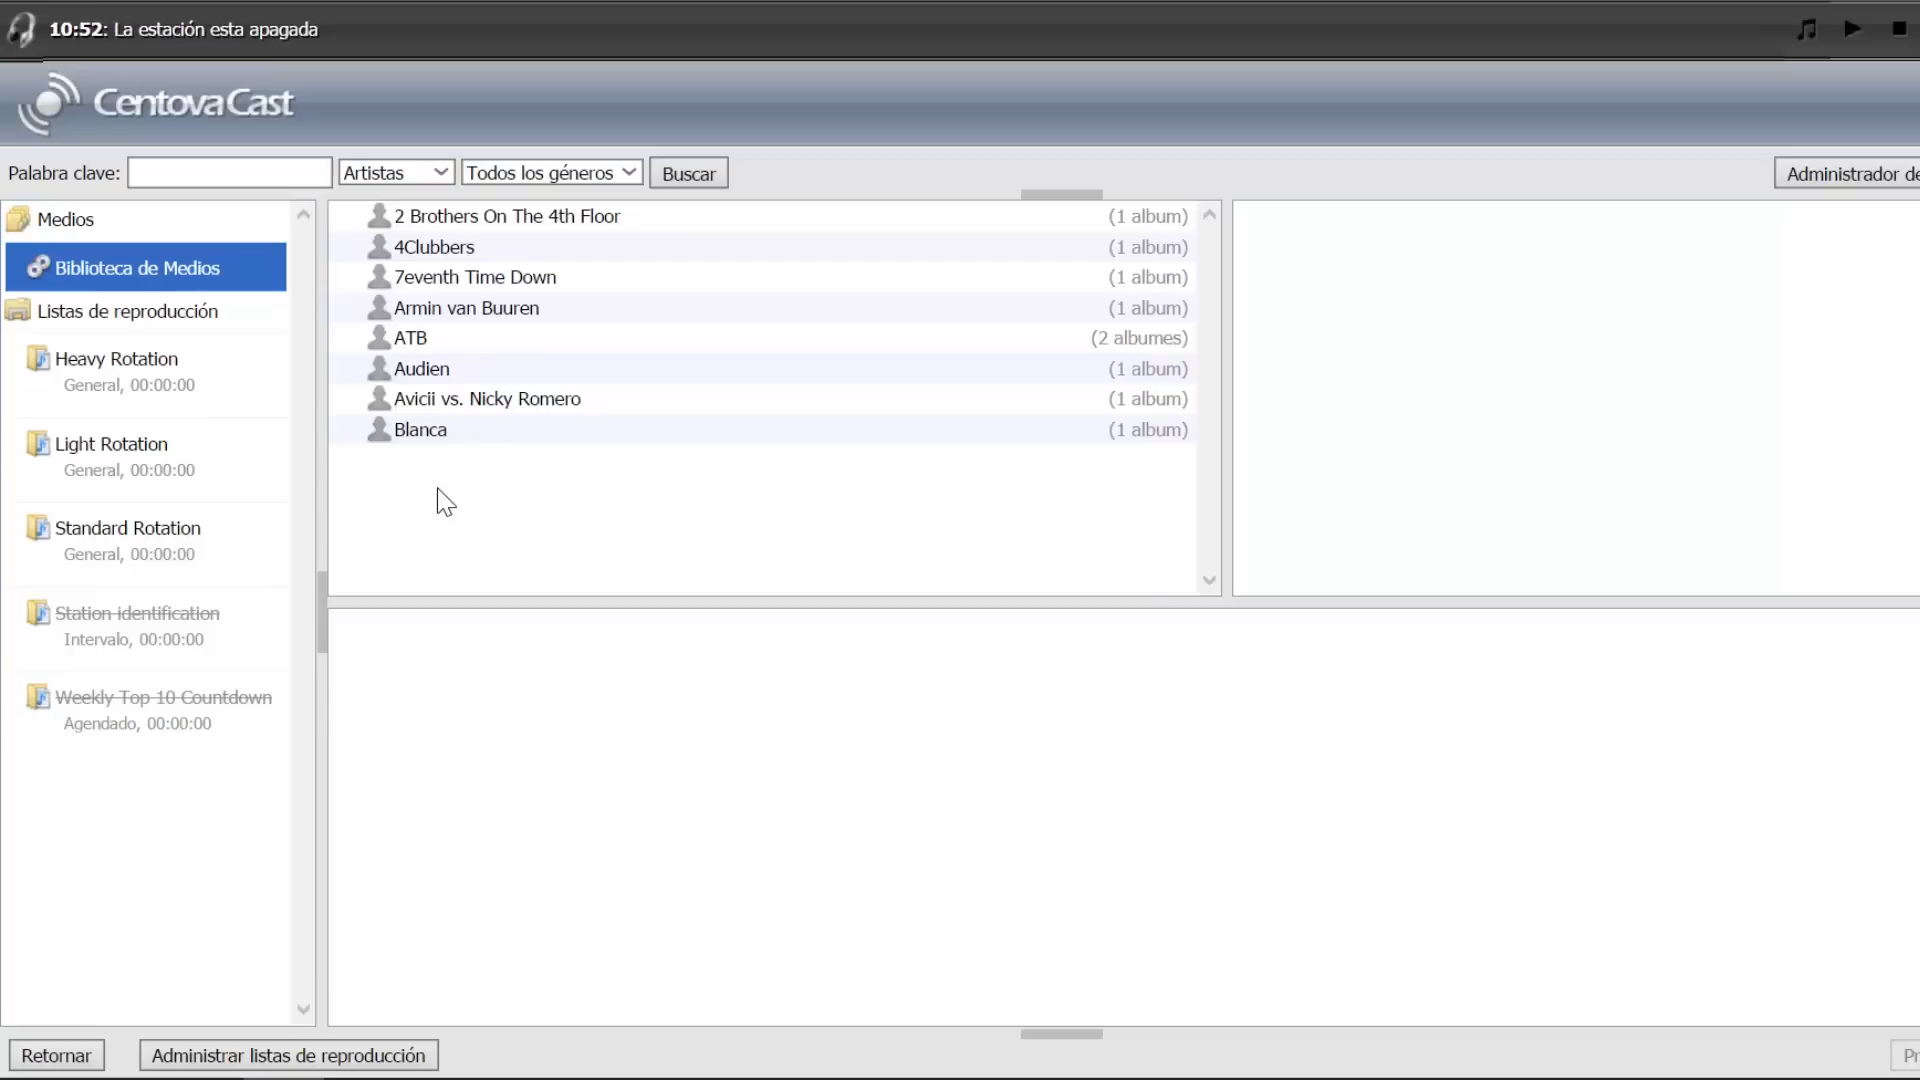 10:52: La estación esta apagada
CentovaCast
Palabra clave: Artistas Todos los géneros Buscar Administrador de
Medios
Biblioteca de Medios
Listas de reproducción
Heavy Rotation
General, 00:00:00
Light Rotation
General, 00:00:00
Standard Rotation
General, 00:00:00
Station identification
Intervalo, 00:00:00
Weekly Top 10 Countdown
Agendado, 00:00:00
2 Brothers On The 4th Floor (1 album)
4Clubbers (1 album)
7eventh Time Down (1 album)
Armin van Buuren (1 album)
ATB (2 albumes)
Audien (1 album)
Avicii vs. Nicky Romero (1 album)
Blanca (1 album)
Retornar Administrar listas de reproducción Pr